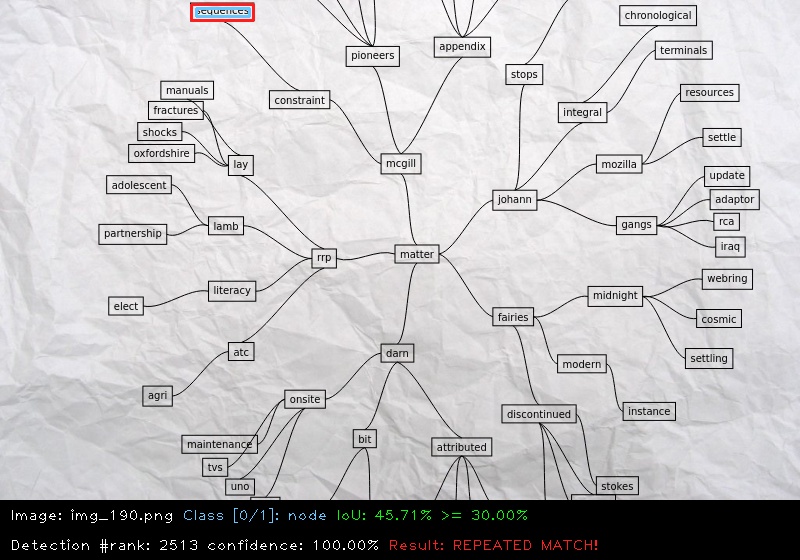 sequences
chronological
pioneers
appendix
terminals
stops
manuals
constraint
resources
fractures
integral
shocks
settle
oxfordshire
lay
mcgill
mozilla
update
adolescent
johann
adaptor
partnership
lamb
gangs
rca
iraq
rrp
matter
webring
literacy
midnight
elect
fairies
cosmic
atc
darn
settling
modern
agri
onsite
discontinued
instance
maintenance
bit
attributed
tvs
uno
stokes
Image: img_190.png Class [0/1]: node IoU: 45.71% >= 30.00%
Detection #rank: 2513 confidence: 100.00% Result: REPEATED MATCH!